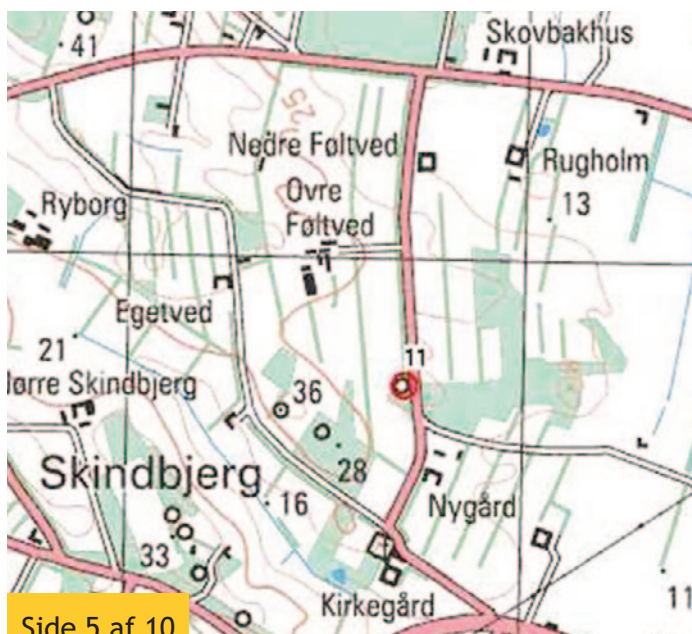 41
Skovbakhus
25
Nedre Føltved
Rugholm
Øvre
Føltved
13
Ryborg
Egetved
21
11
ørre Skindbjerg
36
Skindbjerg
28
16
Nygård
33
11
Kirkegård
Side 5 af 10